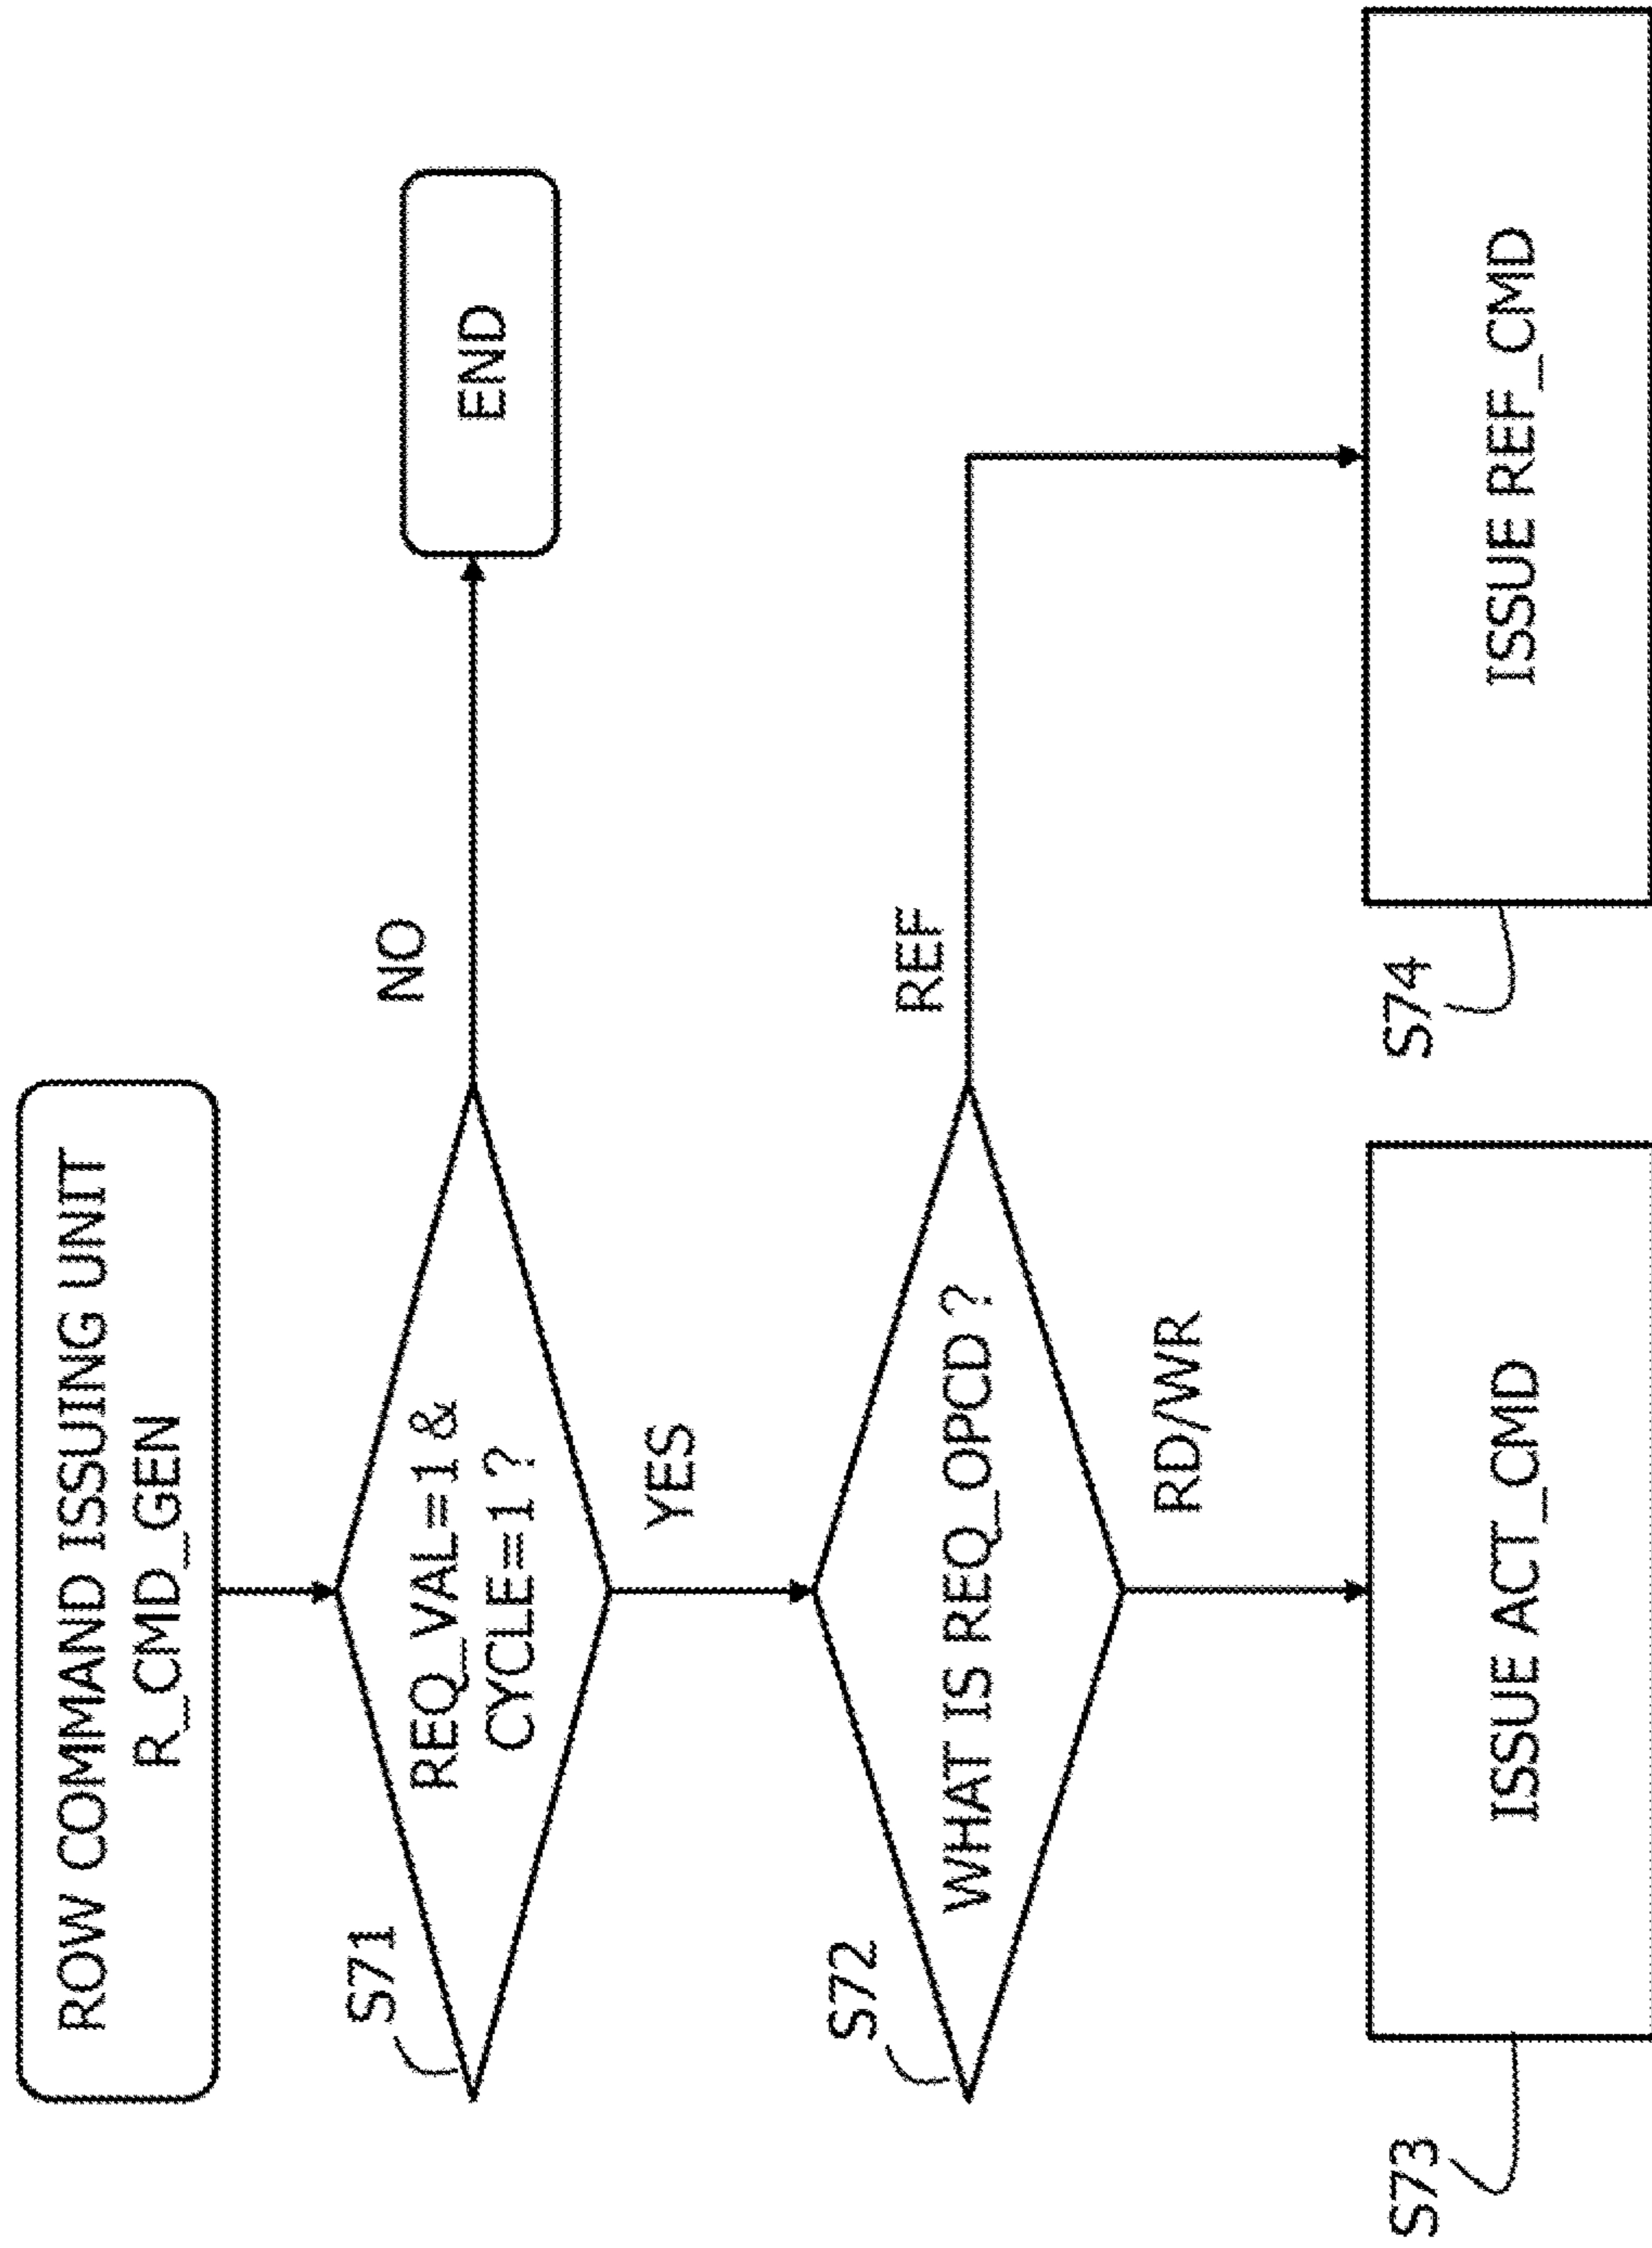 ROW COMMAND ISSUING UNIT
R_CMD_GEN
S71
REQ_VAL=1 &
CYCLE=1 ?
NO
END
YES
S72
WHAT IS REQ_OPCD ?
REF
RD/WR
S73
ISSUE ACT_CMD
S74
ISSUE REF_CMD